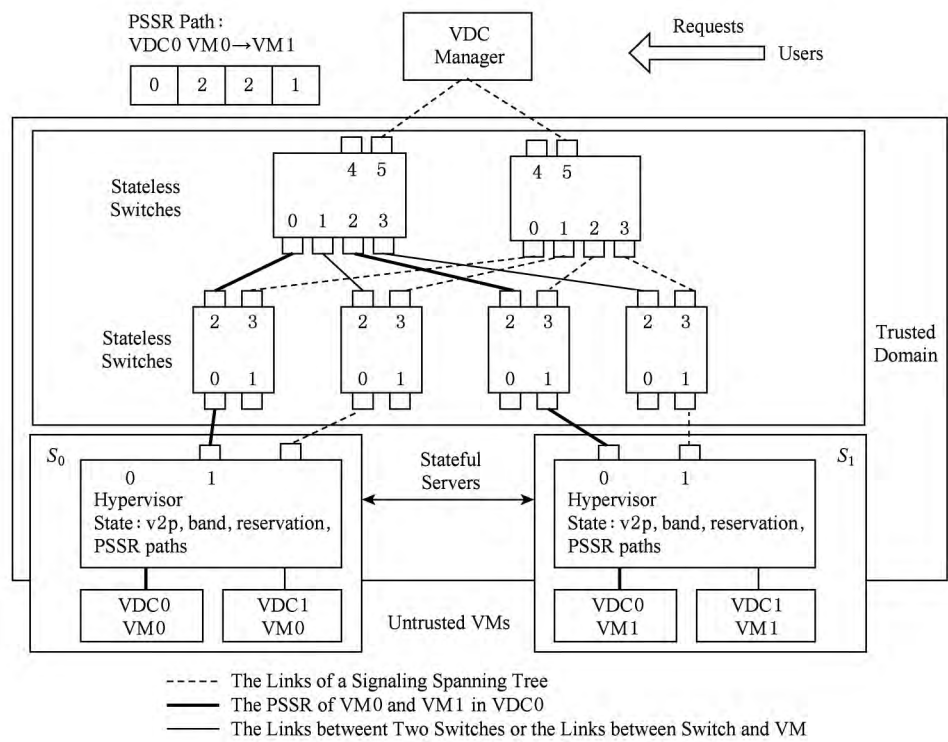 PSSR Path:
VDC0 VM0→VM1
0 2 2 1
VDC
Manager
Requests
Users
4 5
4 5
Stateless
Switches
0 1 2 3
0 1 2 3
2 3
2 3
2 3
2 3
Stateless
Switches
0 1
0 1
0 1
0 1
Trusted
Domain
S0
0 1
Hypervisor
State: v2p, band, reservation,
PSSR paths
Stateful
Servers
S1
0 1
Hypervisor
State: v2p, band, reservation,
PSSR paths
VDC0
VM0
VDC1
VM0
Untrusted VMs
VDC0
VM1
VDC1
VM1
The Links of a Signaling Spanning Tree
The PSSR of VM0 and VM1 in VDC0
The Links betweent Two Switches or the Links between Switch and VM